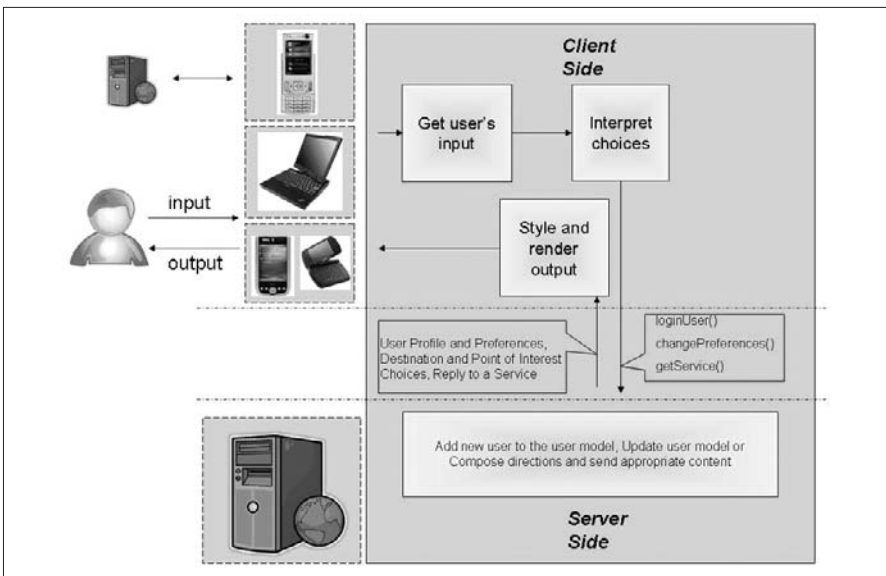 Client
Side
Get user's
input
Interpret
choices
input
output
Style and
render
output
User Profile and Preferences,
Destination and Point of Interest
Choices, Reply to a Service
loginUser()
changePreferences()
getService()
Add new user to the user model, Update user model or
Compose directions and send appropriate content
Server
Side